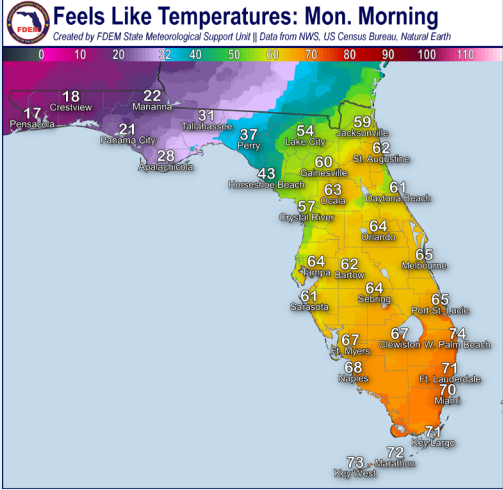 FDEM
Feels Like Temperatures: Mon. Morning
Created by FDEM State Meteorological Support Unit || Data from NWS, US Census Bureau, Natural Earth
0 10 20 30 40 50 60 70 80 90 100 110
17
Pensacola
18
Crestview
22
Marianna
21
Panama City
28
Apalachicola
31
Tallahassee
37
Perry
54
Lake City
59
Jacksonville
62
St. Augustine
43
Horseshoe Beach
60
Gainesville
63
Ocala
61
Daytona Beach
57
Crystal River
64
Orlando
64
Tampa
62
Bartow
65
Melbourne
61
Sarasota
64
Sebring
65
Port St. Lucie
67
Ft. Myers
67
Clewiston
74
W. Palm Beach
68
Naples
71
Ft. Lauderdale
70
Miami
71
Key Largo
72
Marathon
73
Key West